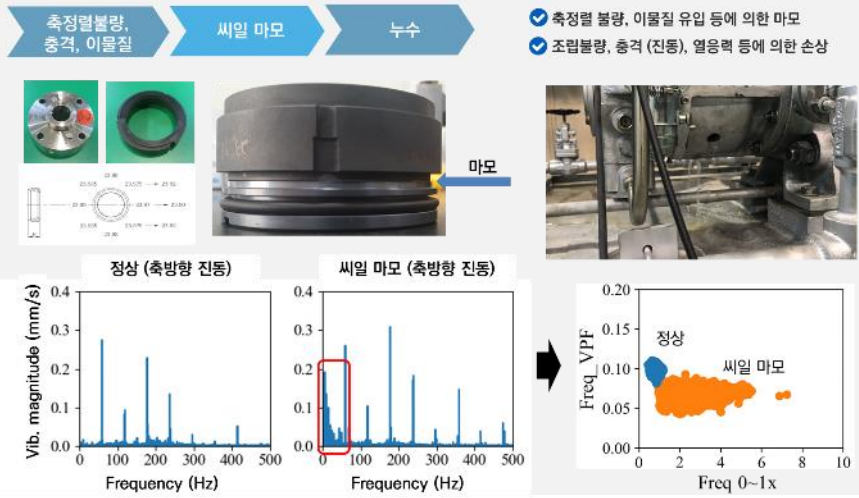 축정렬불량,
충격, 이물질
씨일 마모
누수
축정렬 불량, 이물질 유입 등에 의한 마모
조립불량, 충격 (진동), 열응력 등에 의한 손상
마모
정상 (축방향 진동)
씨일 마모 (축방향 진동)
Vib. magnitude (mm/s)
0.4
0.3
0.2
0.1
0.0
0 100 200 300 400 500
Frequency (Hz)
0.4
0.3
0.2
0.1
0.0
0 100 200 300 400 500
Frequency (Hz)
Freq_VPF
0.20
0.15
0.10
0.05
0.00
정상
씨일 마모
0 2 4 6 8 10
Freq 0~1x